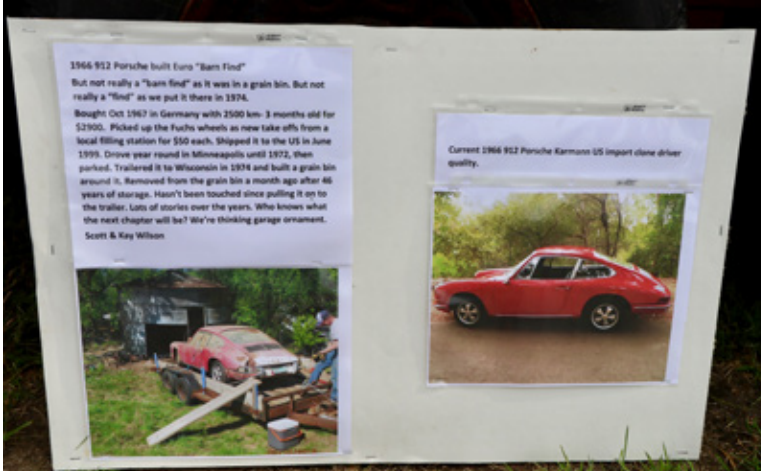 1966 912 Porsche built Euro "Barn Find"
But not really a "barn find" as it was in a grain bin. But not
really a "find" as we put it there in 1974.
Bought Oct 1967 in Germany with 2500 km- 3 months old for
$2900. Picked up the Fuchs wheels as new take offs from a
local filling station for $50 each. Shipped it to the US in June
1999. Drove year round in Minneapolis until 1972, then
parked. Trailered it to Wisconsin in 1974 and built a grain bin
around it. Removed from the grain bin a month ago after 46
years of storage. Hasn't been touched since pulling it on to
the trailer. Lots of stories over the years. Who knows what
the next chapter will be? We're thinking garage ornament.
Scott & Kay Wilson
Current 1966 912 Porsche Karmann US import clone driver
quality.